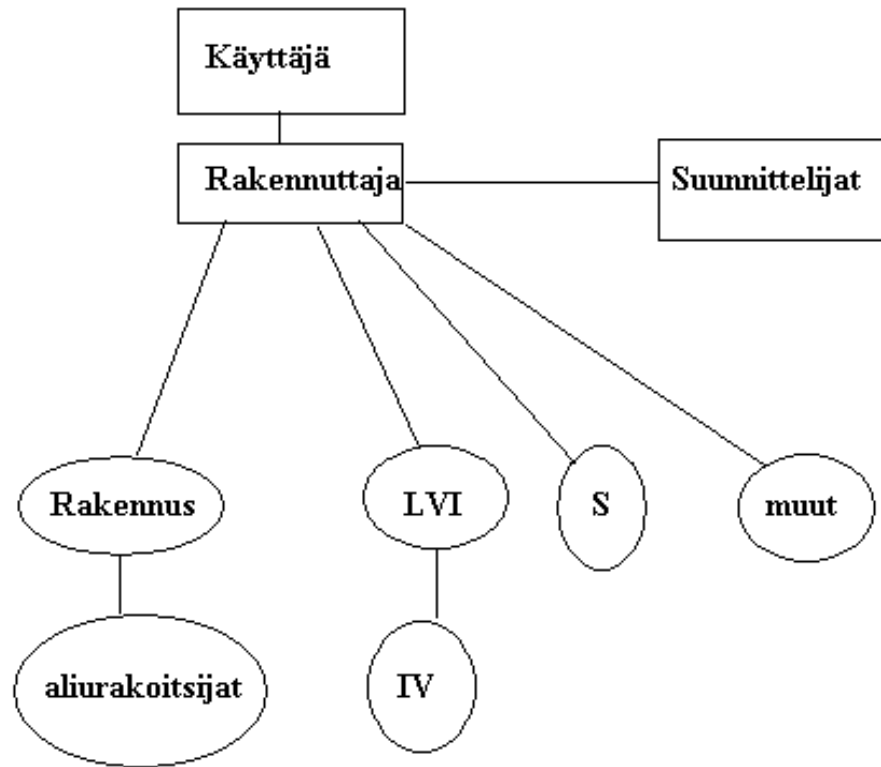 Käyttäjä
Rakennuttaja
Suunnittelijat
Rakennus
LVI
S
muut
aliurakoitsijat
IV